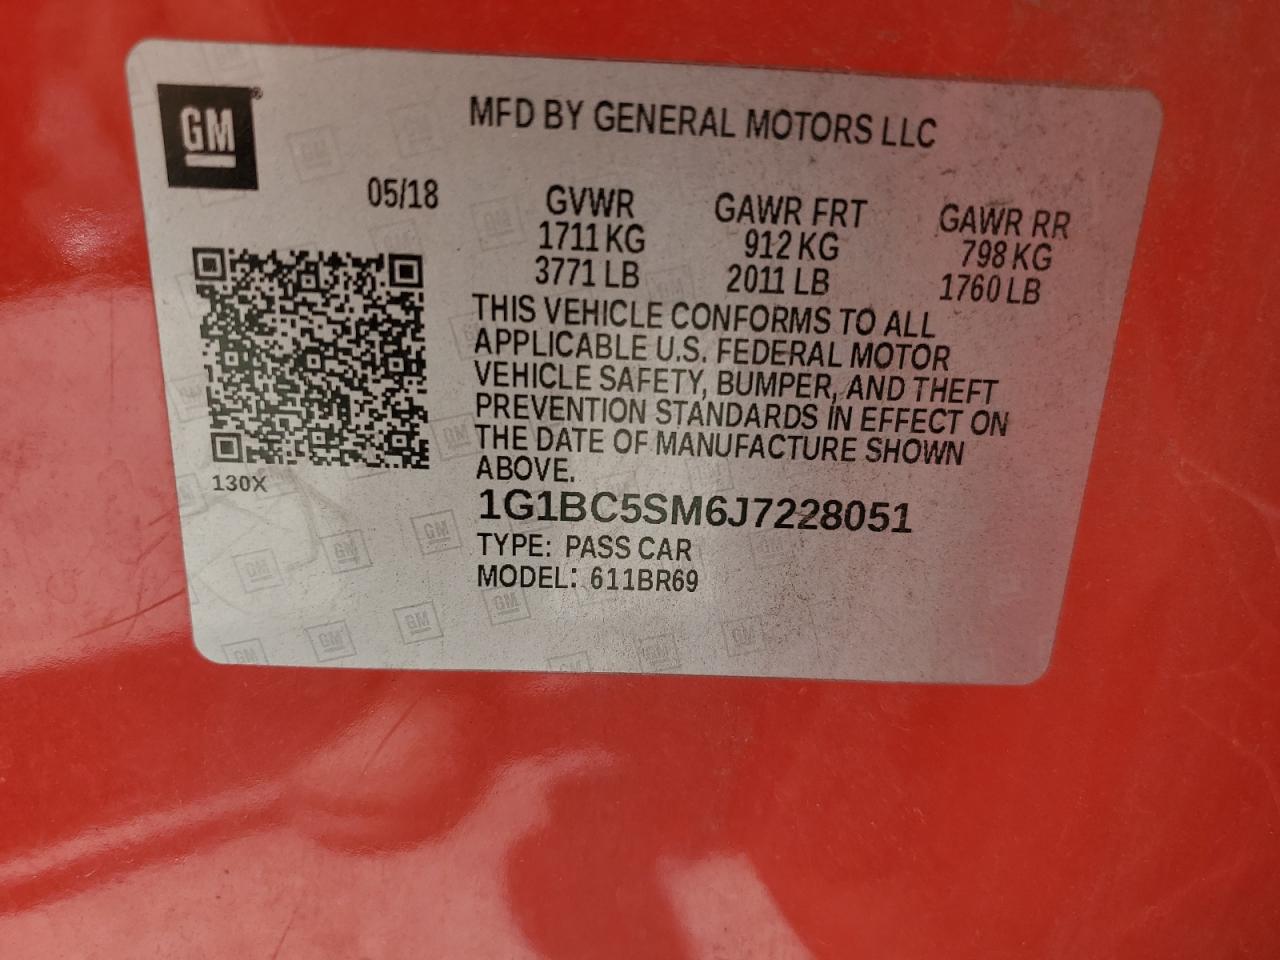 GM
MFD BY GENERAL MOTORS LLC
05/18
GVWR GAWR FRT GAWR RR
1711 KG 912 KG 798 KG
3771 LB 2011 LB 1760 LB
THIS VEHICLE CONFORMS TO ALL
APPLICABLE U.S. FEDERAL MOTOR
VEHICLE SAFETY, BUMPER, AND THEFT
PREVENTION STANDARDS IN EFFECT ON
THE DATE OF MANUFACTURE SHOWN
ABOVE.
130X
1G1BC5SM6J7228051
TYPE: PASS CAR
MODEL: 611BR69